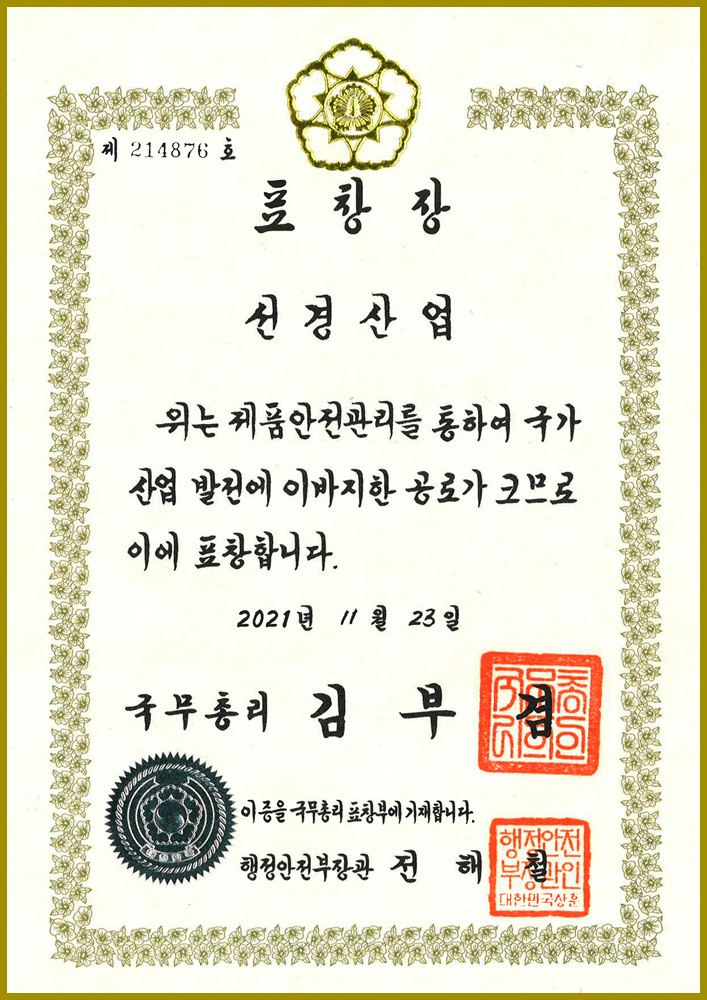 제 214876 호
표창장
선경산업
위는 제품안전관리를 통하여 국가
산업 발전에 이바지한 공로가 크므로
이에 표창합니다.
2021년 11월 23일
국무총리 김부겸
이 증을 국무총리 표창부에 기재합니다.
행정안전부장관 전해철
행정안전
부장관인
대한민국상훈